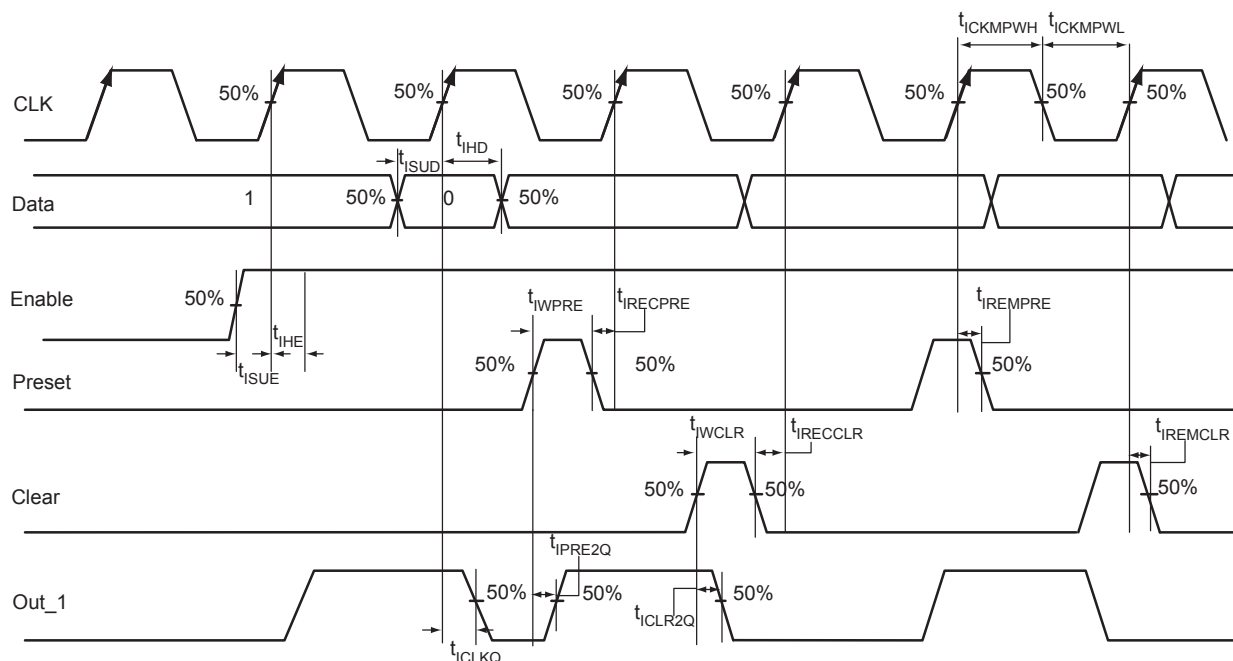 tICKMPWH tICKMPWL
CLK 50% 50% 50% 50% 50% 50% 50%
tISUD tIHD
Data 1 50% 0 50%
Enable 50%
tIWPRE tIRECPRE tIREMPRE
tIHE
tISUE
Preset 50% 50% 50%
tIWCLR tIRECCLR tIREMCLR
Clear 50% 50% 50%
tIPRE2Q
Out_1 50% 50% 50%
tICLR2Q
tICLKQ